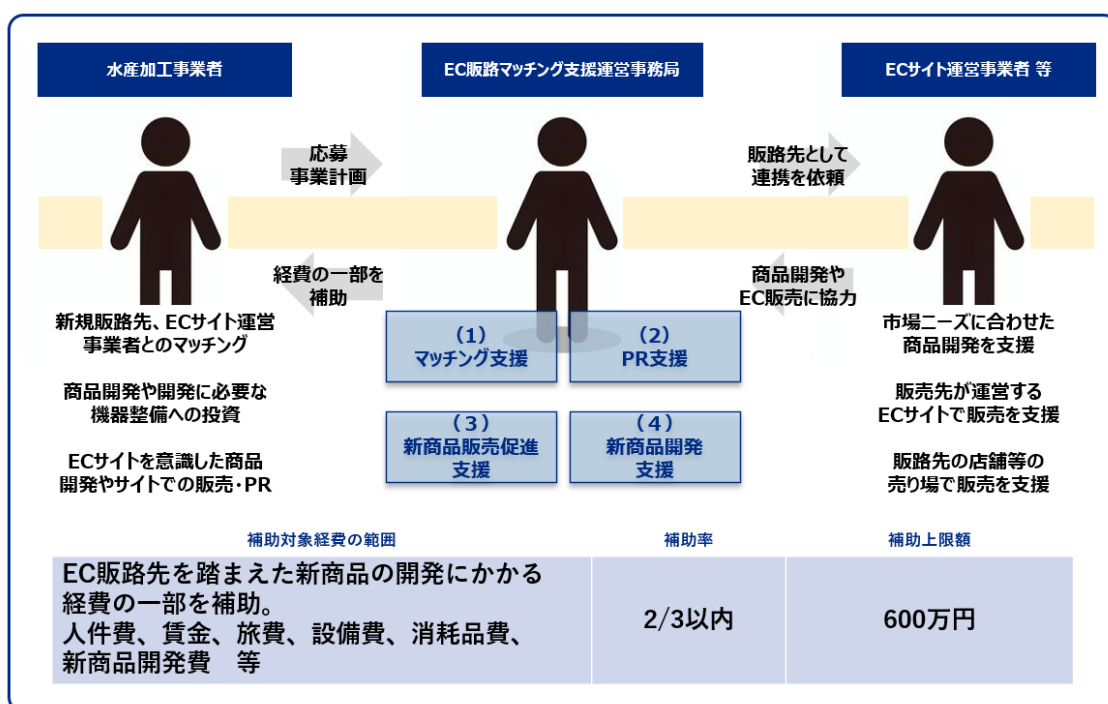 水産加工事業者
EC販路マッチング支援運営事務局
ECサイト運営事業者 等
応募
事業計画
販路先として
連携を依頼
経費の一部を
補助
商品開発や
EC販売に協力
新規販路先、ECサイト運営
事業者とのマッチング
商品開発や開発に必要な
機器整備への投資
ECサイトを意識した商品
開発やサイトでの販売・PR
(1)
マッチング支援
(2)
PR支援
(3)
新商品販売促進
支援
(4)
新商品開発
支援
市場ニーズに合わせた
商品開発を支援
販売先が運営する
ECサイトで販売を支援
販路先の店舗等の
売り場で販売を支援
補助対象経費の範囲
補助率
補助上限額
EC販路先を踏まえた新商品の開発にかかる
経費の一部を補助。
人件費、賃金、旅費、設備費、消耗品費、
新商品開発費　等
2/3以内
600万円